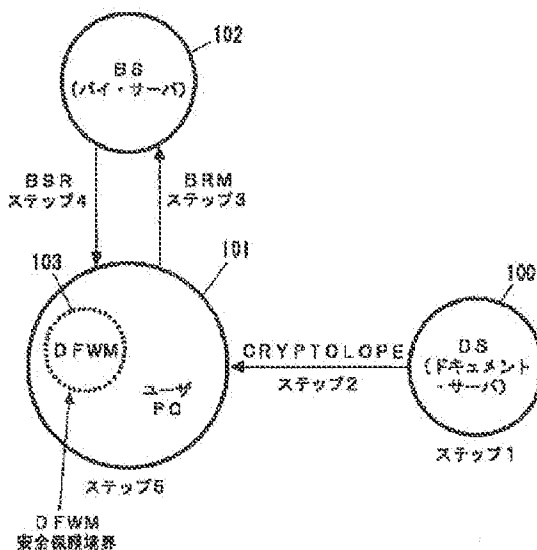 102
BS
(バイ・サーバ)
BSR
ステップ4
BRM
ステップ3
103
101
100
DFWM
ユーザ
PC
CRYPTOLOPE
ステップ2
DS
(ドキュメント
・サーバ)
ステップ1
ステップ5
DFWM
安全保障境界